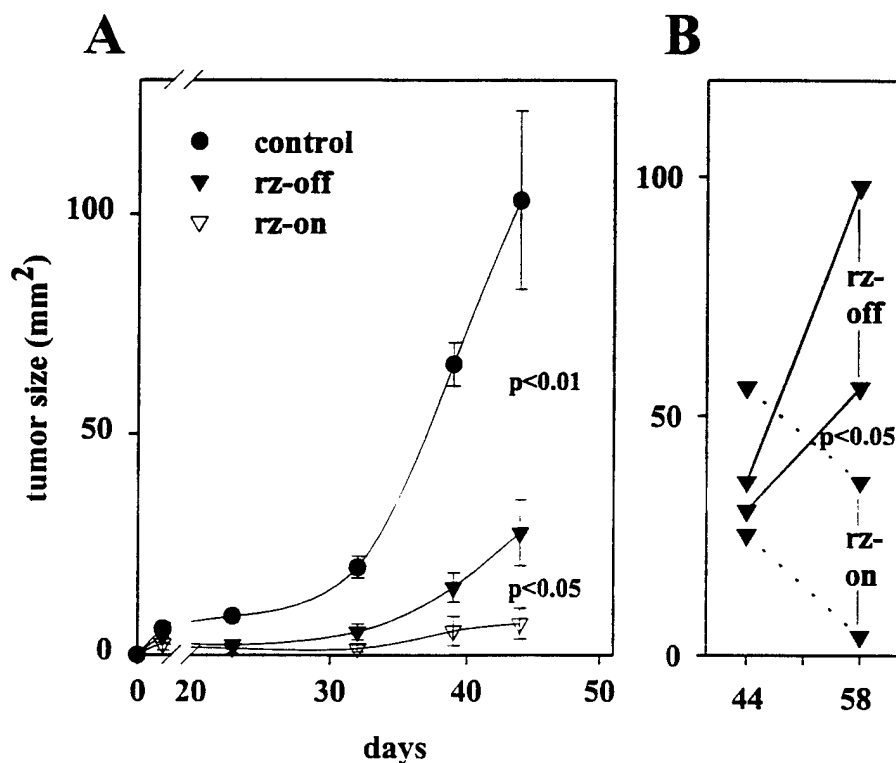 A
control
rz-off
rz-on
100
50
0
tumor size (mm²)
p<0.01
p<0.05
0 20 30 40 50
days
B
100
50
0
rz-
off
p<0.05
rz-
on
44 58